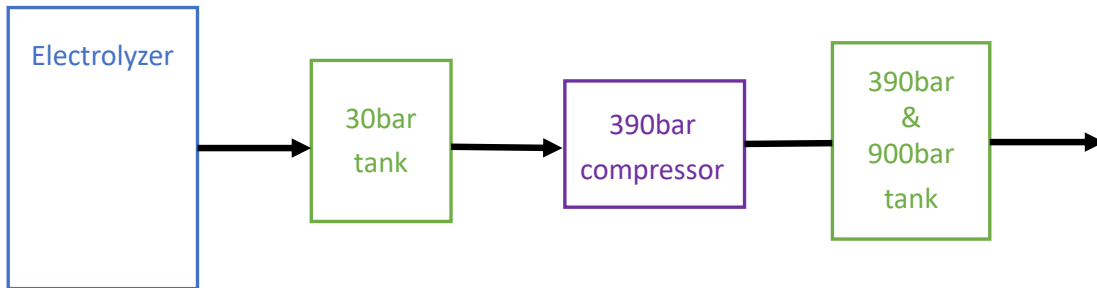 Electrolyzer
30bar
tank
390bar
compressor
390bar
&
900bar
tank